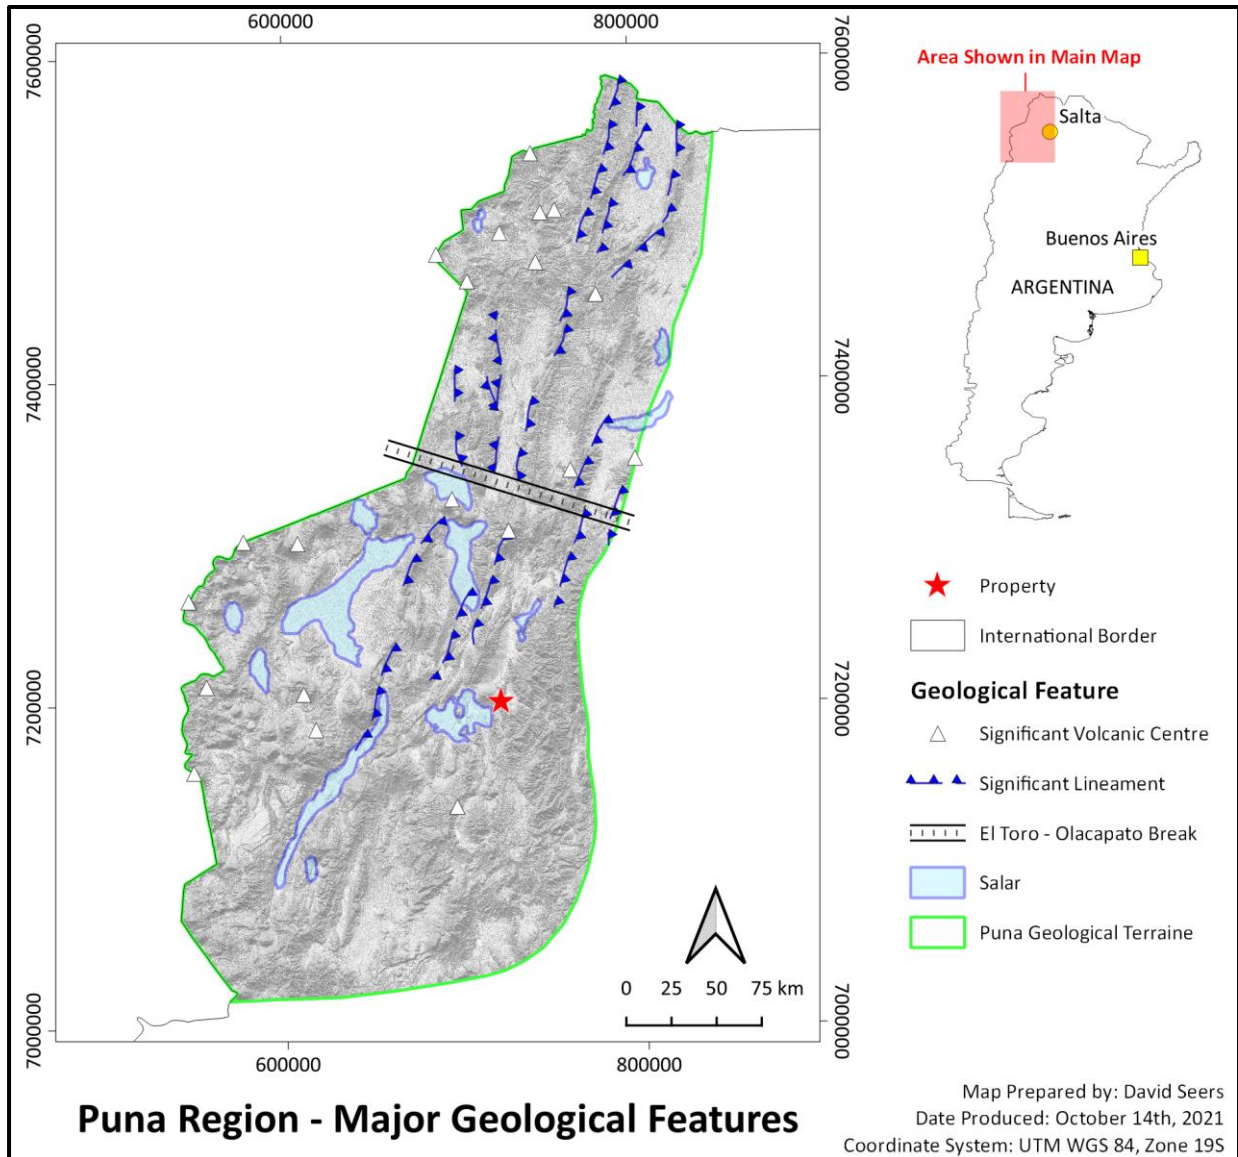 600000
800000
7600000
7600000
7400000
7400000
7200000
7200000
7000000
7000000
600000
800000
0 25 50 75 km
Area Shown in Main Map
Salta
Buenos Aires
ARGENTINA
Property
International Border
Geological Feature
Significant Volcanic Centre
Significant Lineament
El Toro - Olacapato Break
Salar
Puna Geological Terraine
Puna Region - Major Geological Features
Map Prepared by: David Seers
Date Produced: October 14th, 2021
Coordinate System: UTM WGS 84, Zone 19S